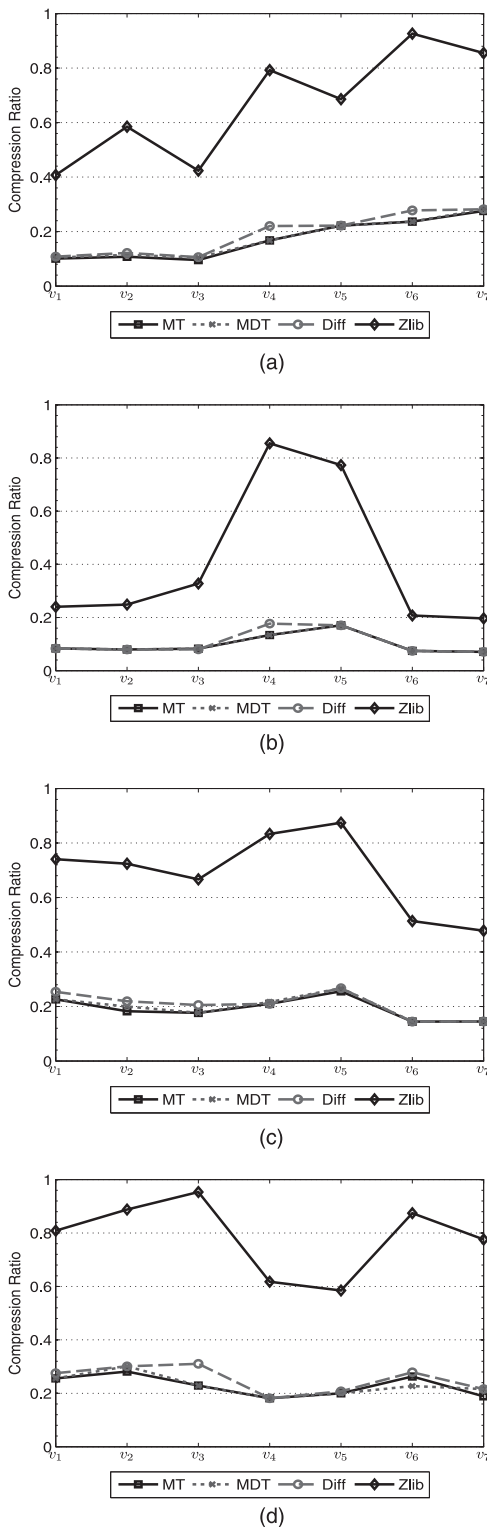 1
0.8
0.6
0.4
0.2
0
Compression Ratio
v1 v2 v3 v4 v5 v6 v7
MT MDT Diff Zlib
(a)
1
0.8
0.6
0.4
0.2
0
Compression Ratio
v1 v2 v3 v4 v5 v6 v7
MT MDT Diff Zlib
(b)
1
0.8
0.6
0.4
0.2
0
Compression Ratio
v1 v2 v3 v4 v5 v6 v7
MT MDT Diff Zlib
(c)
1
0.8
0.6
0.4
0.2
0
Compression Ratio
v1 v2 v3 v4 v5 v6 v7
MT MDT Diff Zlib
(d)